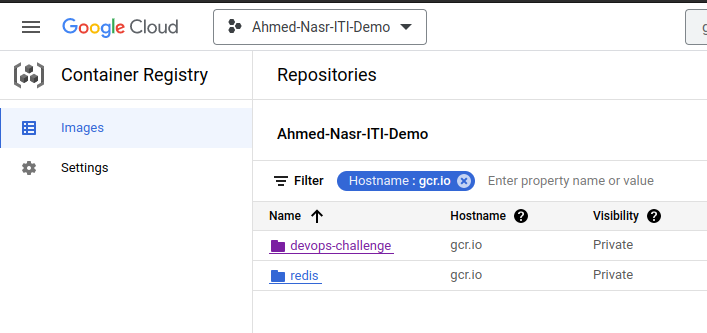 Google Cloud Ahmed-Nasr-ITI-Demo
Container Registry
Images
Settings
Repositories
Ahmed-Nasr-ITI-Demo
Filter Hostname : gcr.io Enter property name or value
Name Hostname Visibility
devops-challenge gcr.io Private
redis gcr.io Private